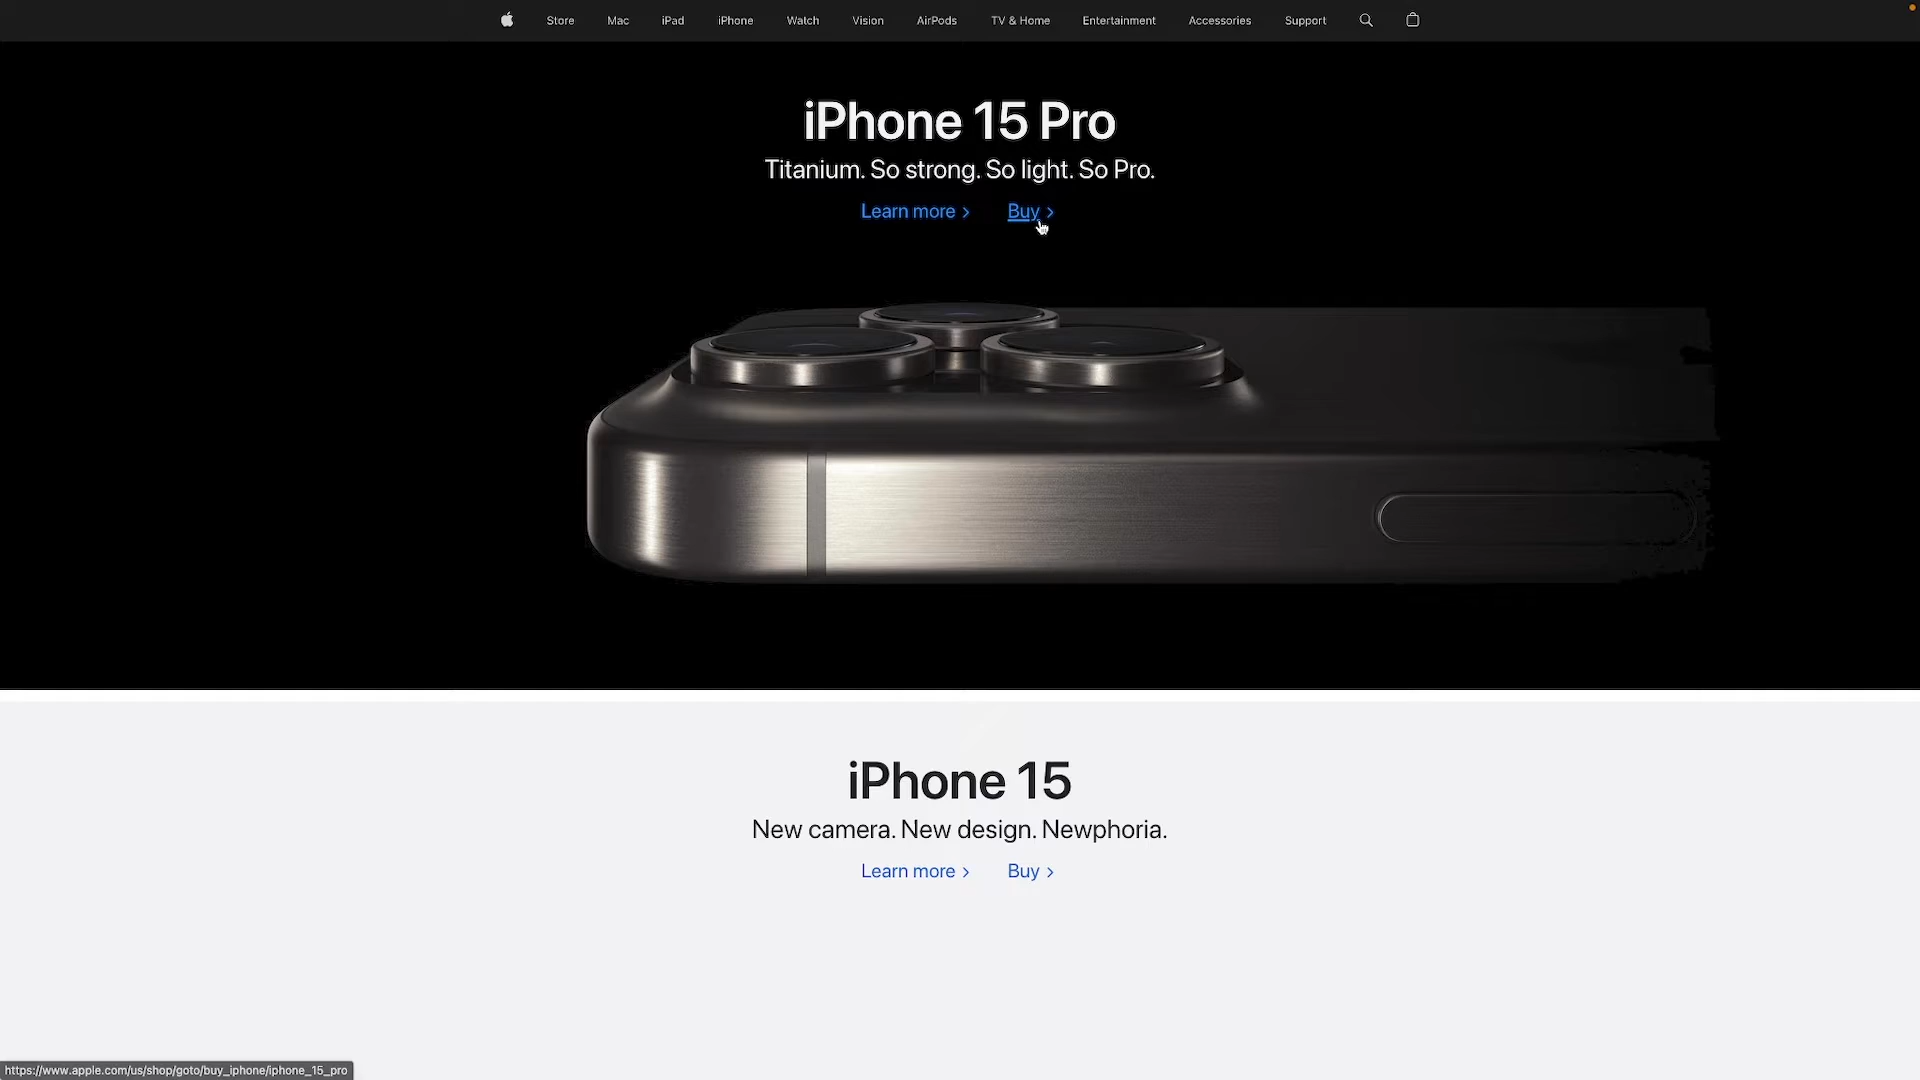 Store Mac iPad iPhone Watch Vision AirPods TV & Home Entertainment Accessories Support
iPhone 15 Pro
Titanium. So strong. So light. So Pro.
Learn more > Buy >
iPhone 15
New camera. New design. Newphoria.
Learn more > Buy >
https://www.apple.com/us/shop/goto/buy_iphone/iphone_15_pro